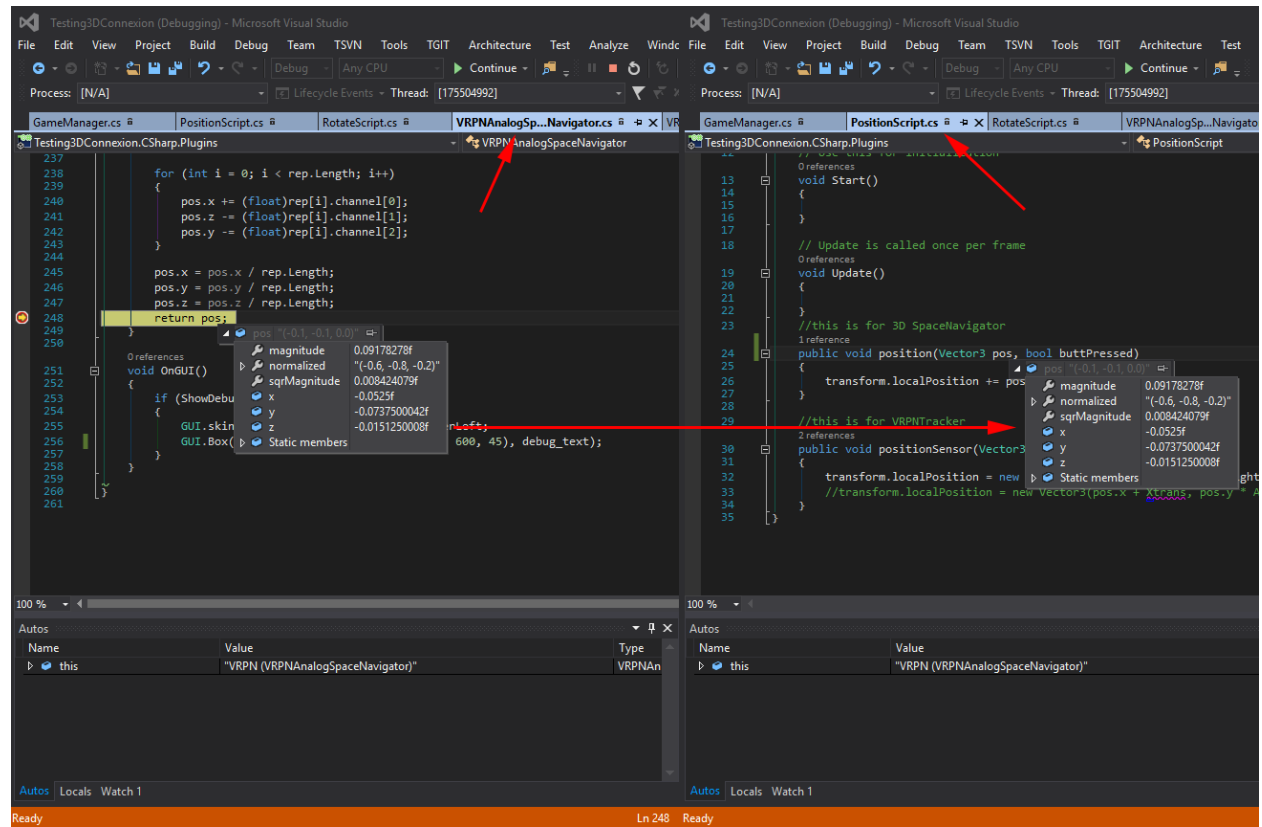 Testing3DConnexion (Debugging) - Microsoft Visual Studio
File Edit View Project Build Debug Team TSVN Tools TGIT Architecture Test Analyze Windc
Debug Any CPU Continue
Process: [N/A] Lifecycle Events Thread: [175504992]
GameManager.cs PositionScript.cs RotateScript.cs VRPNAnalogSp...Navigator.cs VR
Testing3DConnexion.CSharp.Plugins VRPNAnalogSpaceNavigator
237
238 for (int i = 0; i < rep.Length; i++)
239 {
240 pos.x += (float)rep[i].channel[0];
241 pos.z -= (float)rep[i].channel[1];
242 pos.y -= (float)rep[i].channel[2];
243 }
244
245 pos.x = pos.x / rep.Length;
246 pos.y = pos.y / rep.Length;
247 pos.z = pos.z / rep.Length;
248 return pos;
249 }
250
0 references
251 void OnGUI()
252 {
253 if (ShowDebu
254 {
255 GUI.skin nLeft;
256 GUI.Box( 600, 45), debug_text);
257 }
258 }
259
260 }
261
pos "(-0.1, -0.1, 0.0)"
magnitude 0.09178278f
normalized "(-0.6, -0.8, -0.2)"
sqrMagnitude 0.008424079f
x -0.0525f
y -0.0737500042f
z -0.0151250008f
Static members
100 %
Autos
Name Value Type
this "VRPN (VRPNAnalogSpaceNavigator)" VRPNAn
Autos Locals Watch 1
Ready Ln 248
Testing3DConnexion (Debugging) - Microsoft Visual Studio
File Edit View Project Build Debug Team TSVN Tools TGIT Architecture Test
Debug Any CPU Continue
Process: [N/A] Lifecycle Events Thread: [175504992]
GameManager.cs PositionScript.cs RotateScript.cs VRPNAnalogSp...Navigato
Testing3DConnexion.CSharp.Plugins PositionScript
12 // Use this for initialization
0 references
13 void Start()
14 {
15
16 }
17
18 // Update is called once per frame
0 references
19 void Update()
20 {
21
22 }
23 //this is for 3D SpaceNavigator
1 reference
24 public void position(Vector3 pos, bool buttPressed)
25 {
26 transform.localPosition += pos
27 }
28
29 //this is for VRPNTracker
2 references
30 public void positionSensor(Vector3
31 {
32 transform.localPosition = new ght
33 //transform.localPosition = new Vector3(pos.x + Xtrans, pos.y * A
34 }
35 }
pos "(-0.1, -0.1, 0.0)"
magnitude 0.09178278f
normalized "(-0.6, -0.8, -0.2)"
sqrMagnitude 0.008424079f
x -0.0525f
y -0.0737500042f
z -0.0151250008f
Static members
100 %
Autos
Name Value
this "VRPN (VRPNAnalogSpaceNavigator)"
Autos Locals Watch 1
Ready